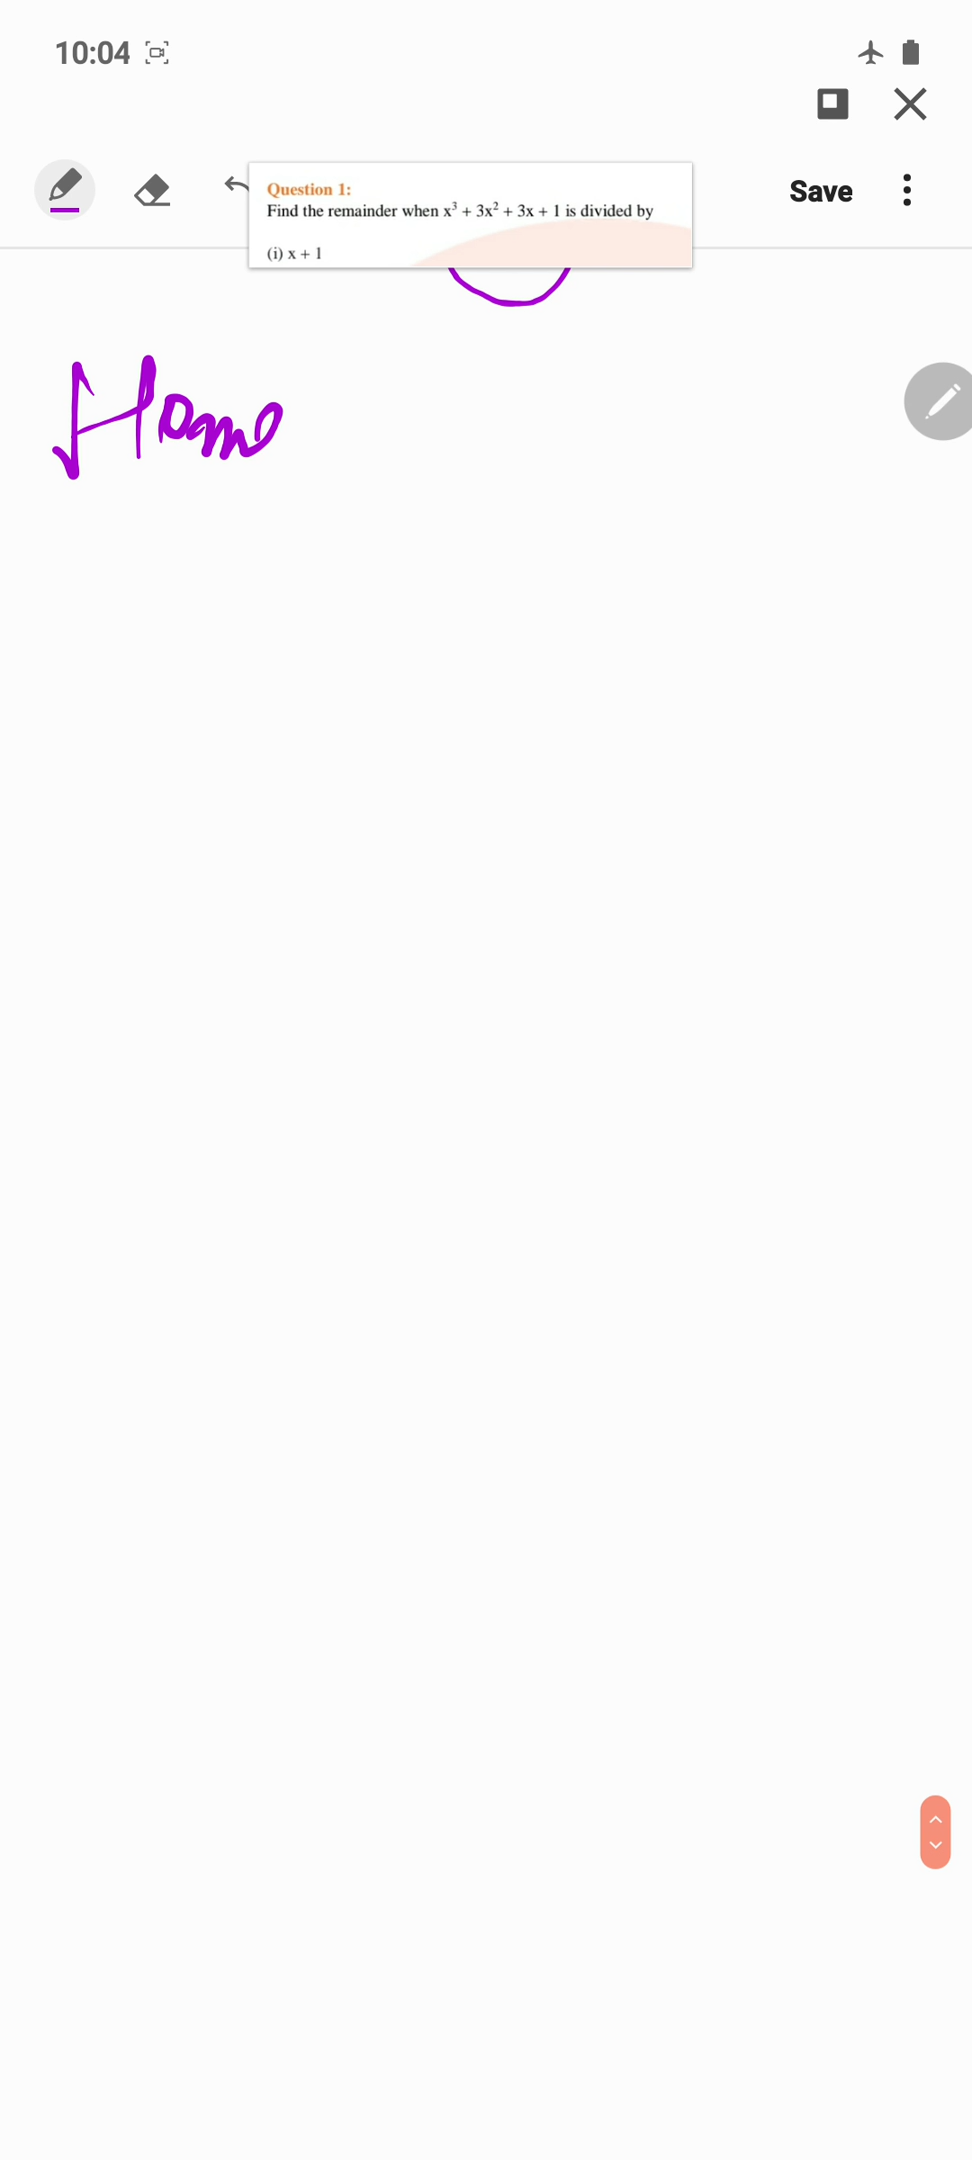 10:04
Save
Question 1:
Find the remainder when x³ + 3x² + 3x + 1 is divided by
(i) x + 1
Home